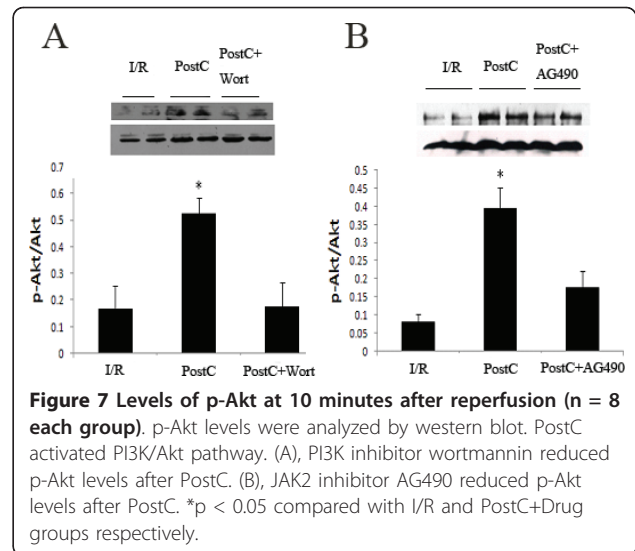 A
B
I/R PostC PostC+
Wort
I/R PostC PostC+
AG490
0.7
0.6
0.5
0.4
0.3
0.2
0.1
0
p-Akt/Akt
*
I/R PostC PostC+Wort
0.5
0.45
0.4
0.35
0.3
0.25
0.2
0.15
0.1
0.05
0
p-Akt/Akt
*
I/R PostC PostC+AG490
Figure 7 Levels of p-Akt at 10 minutes after reperfusion (n = 8
each group). p-Akt levels were analyzed by western blot. PostC
activated PI3K/Akt pathway. (A), PI3K inhibitor wortmannin reduced
p-Akt levels after PostC. (B), JAK2 inhibitor AG490 reduced p-Akt
levels after PostC. *p < 0.05 compared with I/R and PostC+Drug
groups respectively.